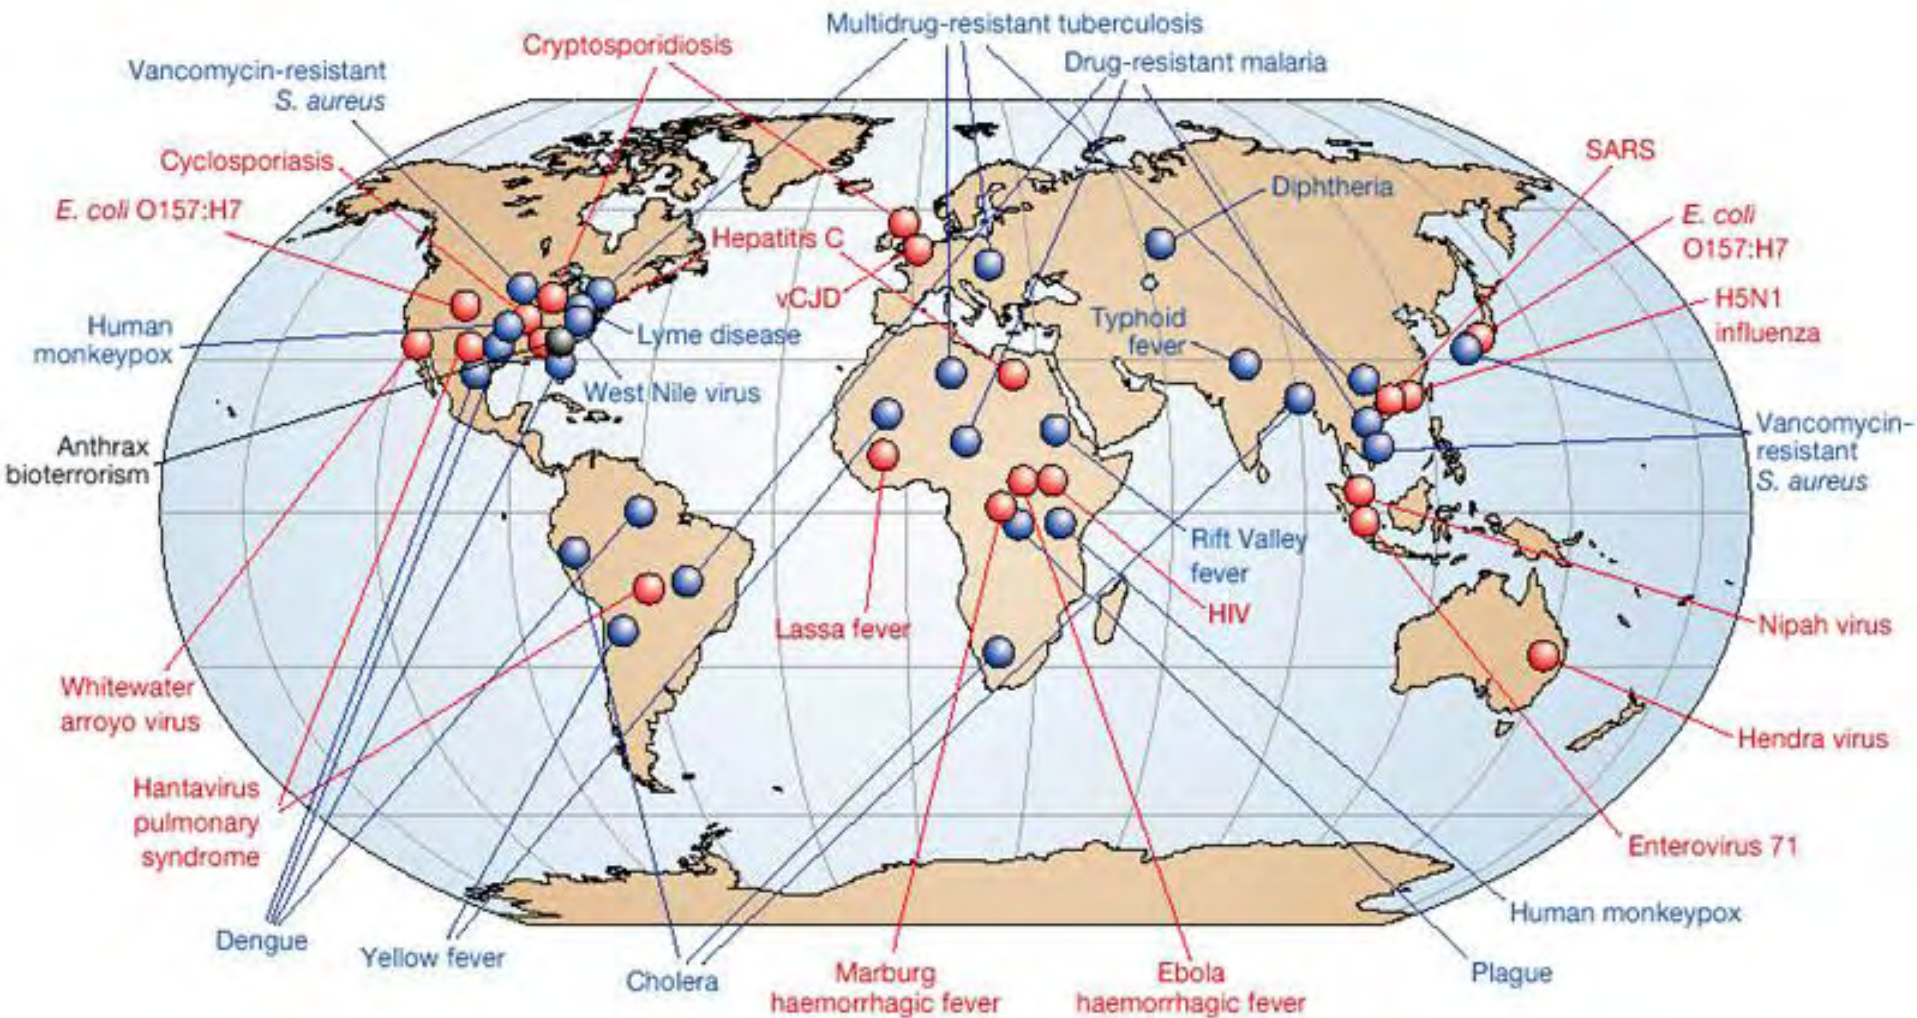 Multidrug-resistant tuberculosis
Cryptosporidiosis
Drug-resistant malaria
Vancomycin-resistant
S. aureus
Cyclosporiasis
SARS
Diphtheria
E. coli O157:H7
E. coli
O157:H7
Hepatitis C
vCJD
H5N1
influenza
Typhoid
fever
Human
monkeypox
Lyme disease
West Nile virus
Anthrax
bioterrorism
Vancomycin-
resistant
S. aureus
Rift Valley
fever
HIV
Lassa fever
Nipah virus
Whitewater
arroyo virus
Hendra virus
Hantavirus
pulmonary
syndrome
Enterovirus 71
Human monkeypox
Dengue
Yellow fever
Cholera
Marburg
haemorrhagic fever
Ebola
haemorrhagic fever
Plague